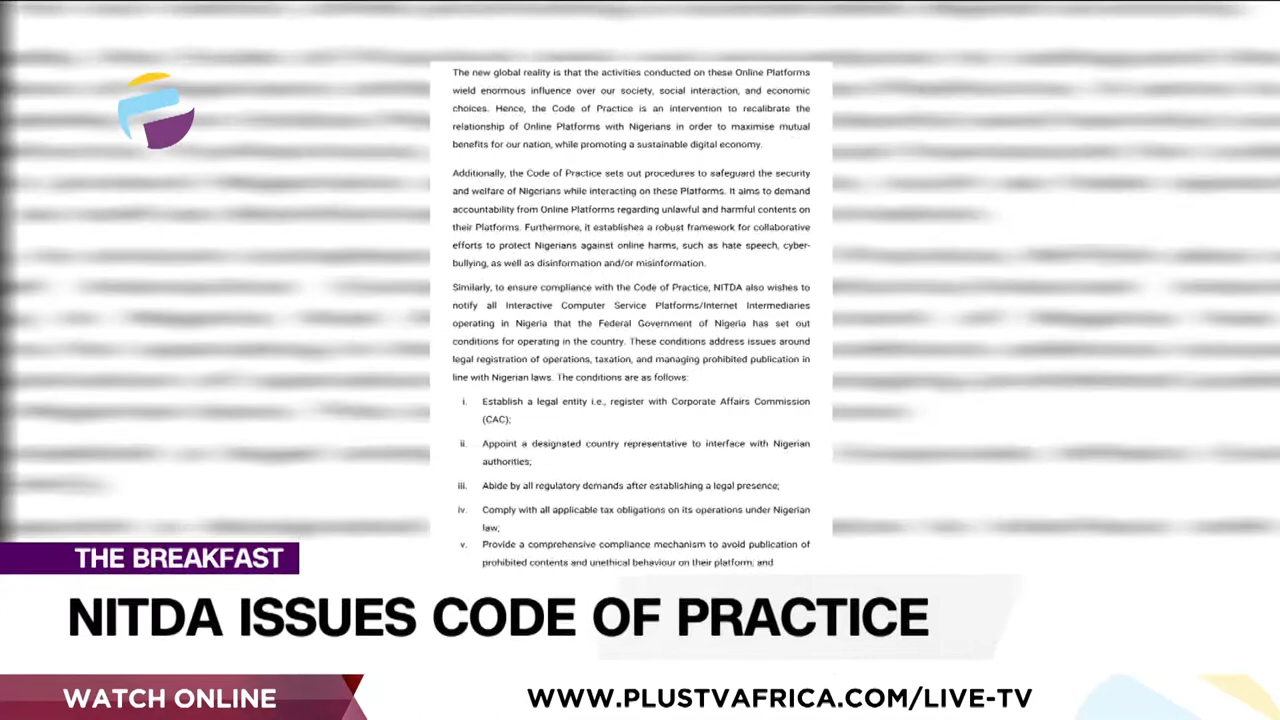 The new global reality is that the activities conducted on these Online Platforms
wield enormous influence over our society, social interaction, and economic
choices. Hence, the Code of Practice is an intervention to recalibrate the
relationship of Online Platforms with Nigerians in order to maximise mutual
benefits for our nation, while promoting a sustainable digital economy.
Additionally, the Code of Practice sets out procedures to safeguard the security
and welfare of Nigerians while interacting on these Platforms. It aims to demand
accountability from Online Platforms regarding unlawful and harmful contents on
their Platforms. Furthermore, it establishes a robust framework for collaborative
efforts to protect Nigerians against online harms, such as hate speech, cyber-
bullying, as well as disinformation and/or misinformation.
Similarly, to ensure compliance with the Code of Practice, NITDA also wishes to
notify all Interactive Computer Service Platforms/Internet Intermediaries
operating in Nigeria that the Federal Government of Nigeria has set out
conditions for operating in the country. These conditions address issues around
legal registration of operations, taxation, and managing prohibited publication in
line with Nigerian laws. The conditions are as follows:
i. Establish a legal entity i.e., register with Corporate Affairs Commission
(CAC);
ii. Appoint a designated country representative to interface with Nigerian
authorities;
iii. Abide by all regulatory demands after establishing a legal presence;
iv. Comply with all applicable tax obligations on its operations under Nigerian
law;
v. Provide a comprehensive compliance mechanism to avoid publication of
prohibited contents and unethical behaviour on their platform; and
THE BREAKFAST
NITDA ISSUES CODE OF PRACTICE
WATCH ONLINE
WWW.PLUSTVAFRICA.COM/LIVE-TV